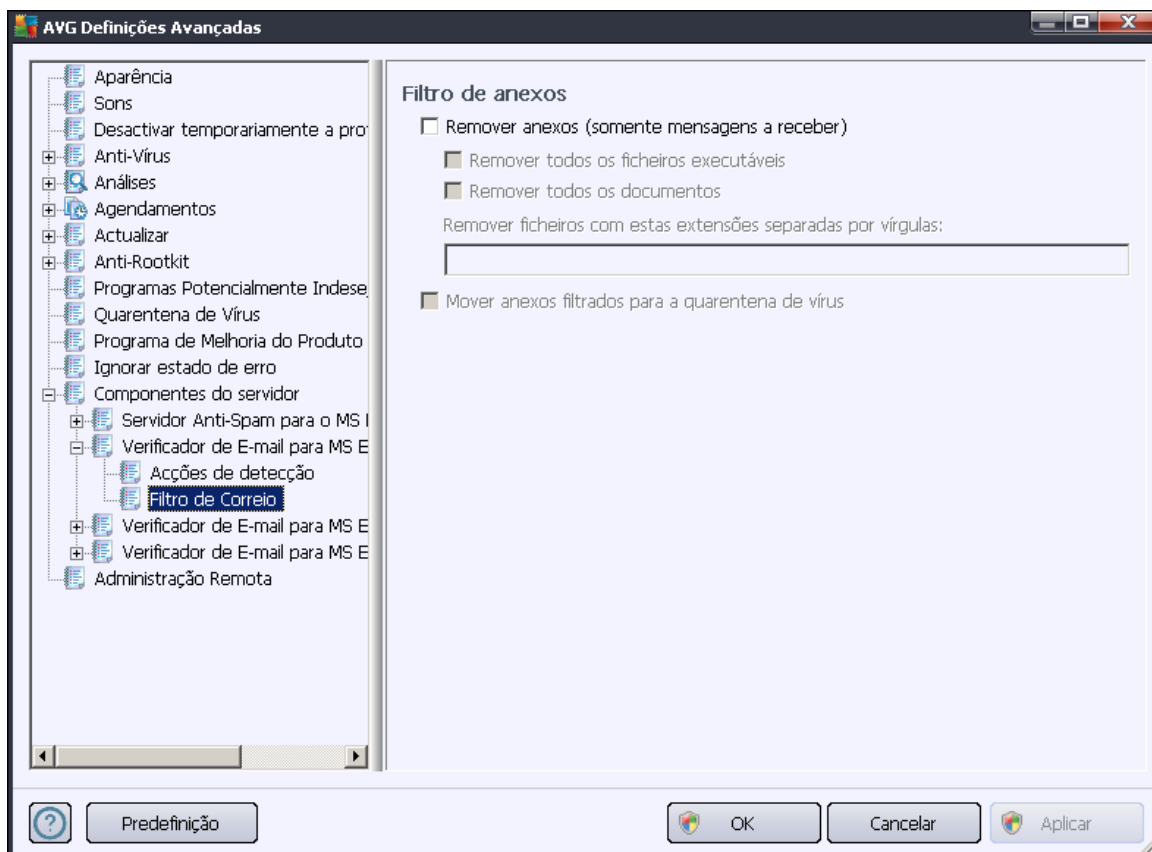 AVG Definições Avançadas
Aparência
Sons
Desactivar temporariamente a pro
Anti-Vírus
Análises
Agendamentos
Actualizar
Anti-Rootkit
Programas Potencialmente Indese
Quarentena de Vírus
Programa de Melhoria do Produto
Ignorar estado de erro
Componentes do servidor
Servidor Anti-Spam para o MS
Verificador de E-mail para MS E
Acções de detecção
Filtro de Correio
Verificador de E-mail para MS E
Verificador de E-mail para MS E
Administração Remota
Filtro de anexos
Remover anexos (somente mensagens a receber)
Remover todos os ficheiros executáveis
Remover todos os documentos
Remover ficheiros com estas extensões separadas por vírgulas:
Mover anexos filtrados para a quarentena de vírus
Predefinição
OK
Cancelar
Aplicar